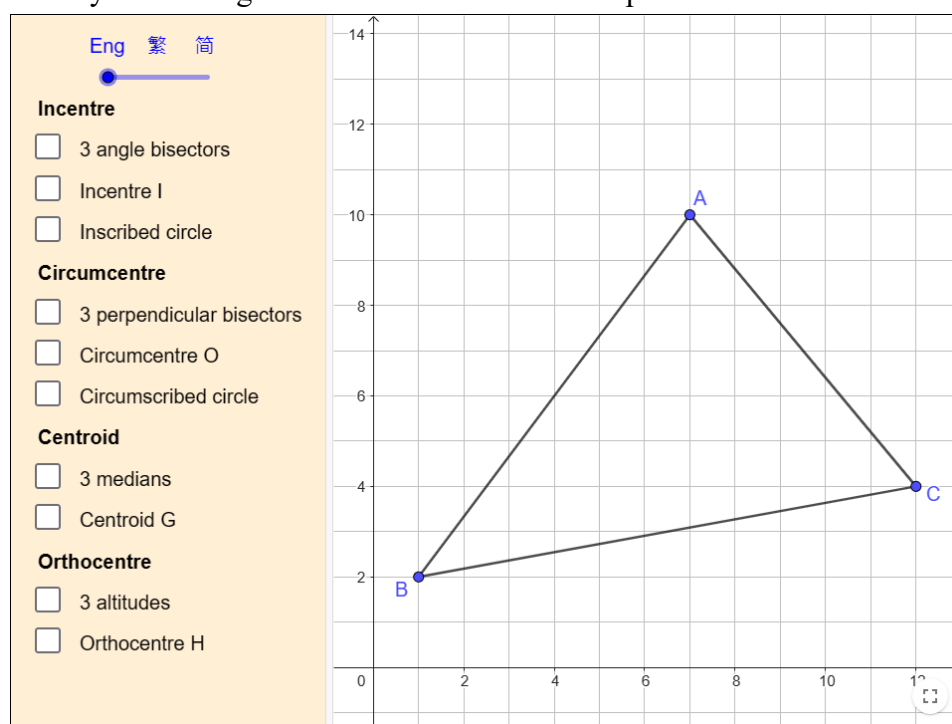 Eng 繁 简
Incentre
3 angle bisectors
Incentre I
Inscribed circle
Circumcentre
3 perpendicular bisectors
Circumcentre O
Circumscribed circle
Centroid
3 medians
Centroid G
Orthocentre
3 altitudes
Orthocentre H
14
12
10
8
6
4
2
0 2 4 6 8 10
A
B
C